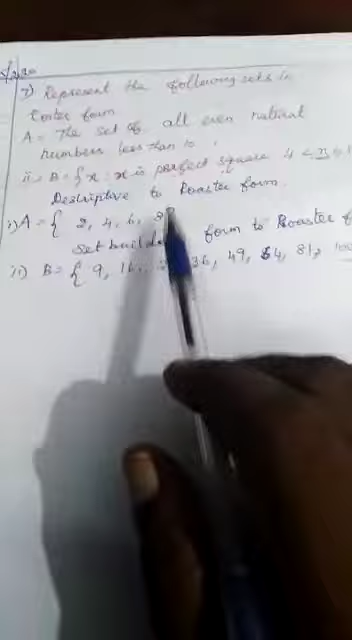 7) Represent the following sets in
roster form
A = The set of all even natural
numbers less than 10.
ii) B = { x : x is perfect square 4 < n ≤
Descriptive to Roaster form.
i) A = { 2, 4, 6, 8
Set builder form to Roaster
ii) B = { 9, 16, 36, 49, 64, 81,